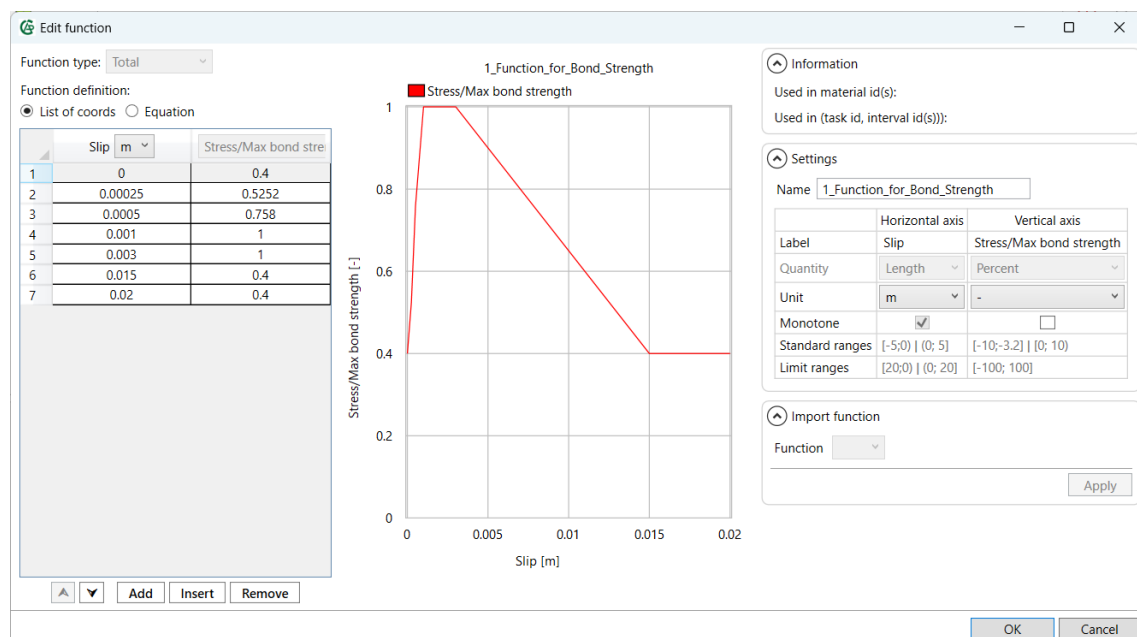 Edit function
Function type: Total
Function definition:
List of coords Equation
Slip m Stress/Max bond stre
1 0 0.4
2 0.00025 0.5252
3 0.0005 0.758
4 0.001 1
5 0.003 1
6 0.015 0.4
7 0.02 0.4
Add Insert Remove
1_Function_for_Bond_Strength
Stress/Max bond strength
1
0.8
0.6
0.4
0.2
0
Stress/Max bond strength [-]
0 0.005 0.01 0.015 0.02
Slip [m]
Information
Used in material id(s):
Used in (task id, interval id(s))):
Settings
Name 1_Function_for_Bond_Strength
Horizontal axis Vertical axis
Label Slip Stress/Max bond strength
Quantity Length Percent
Unit m -
Monotone
Standard ranges [-5;0) | (0; 5] [-10;-3.2] | [0; 10)
Limit ranges [20;0) | (0; 20] [-100; 100]
Import function
Function
Apply
OK Cancel